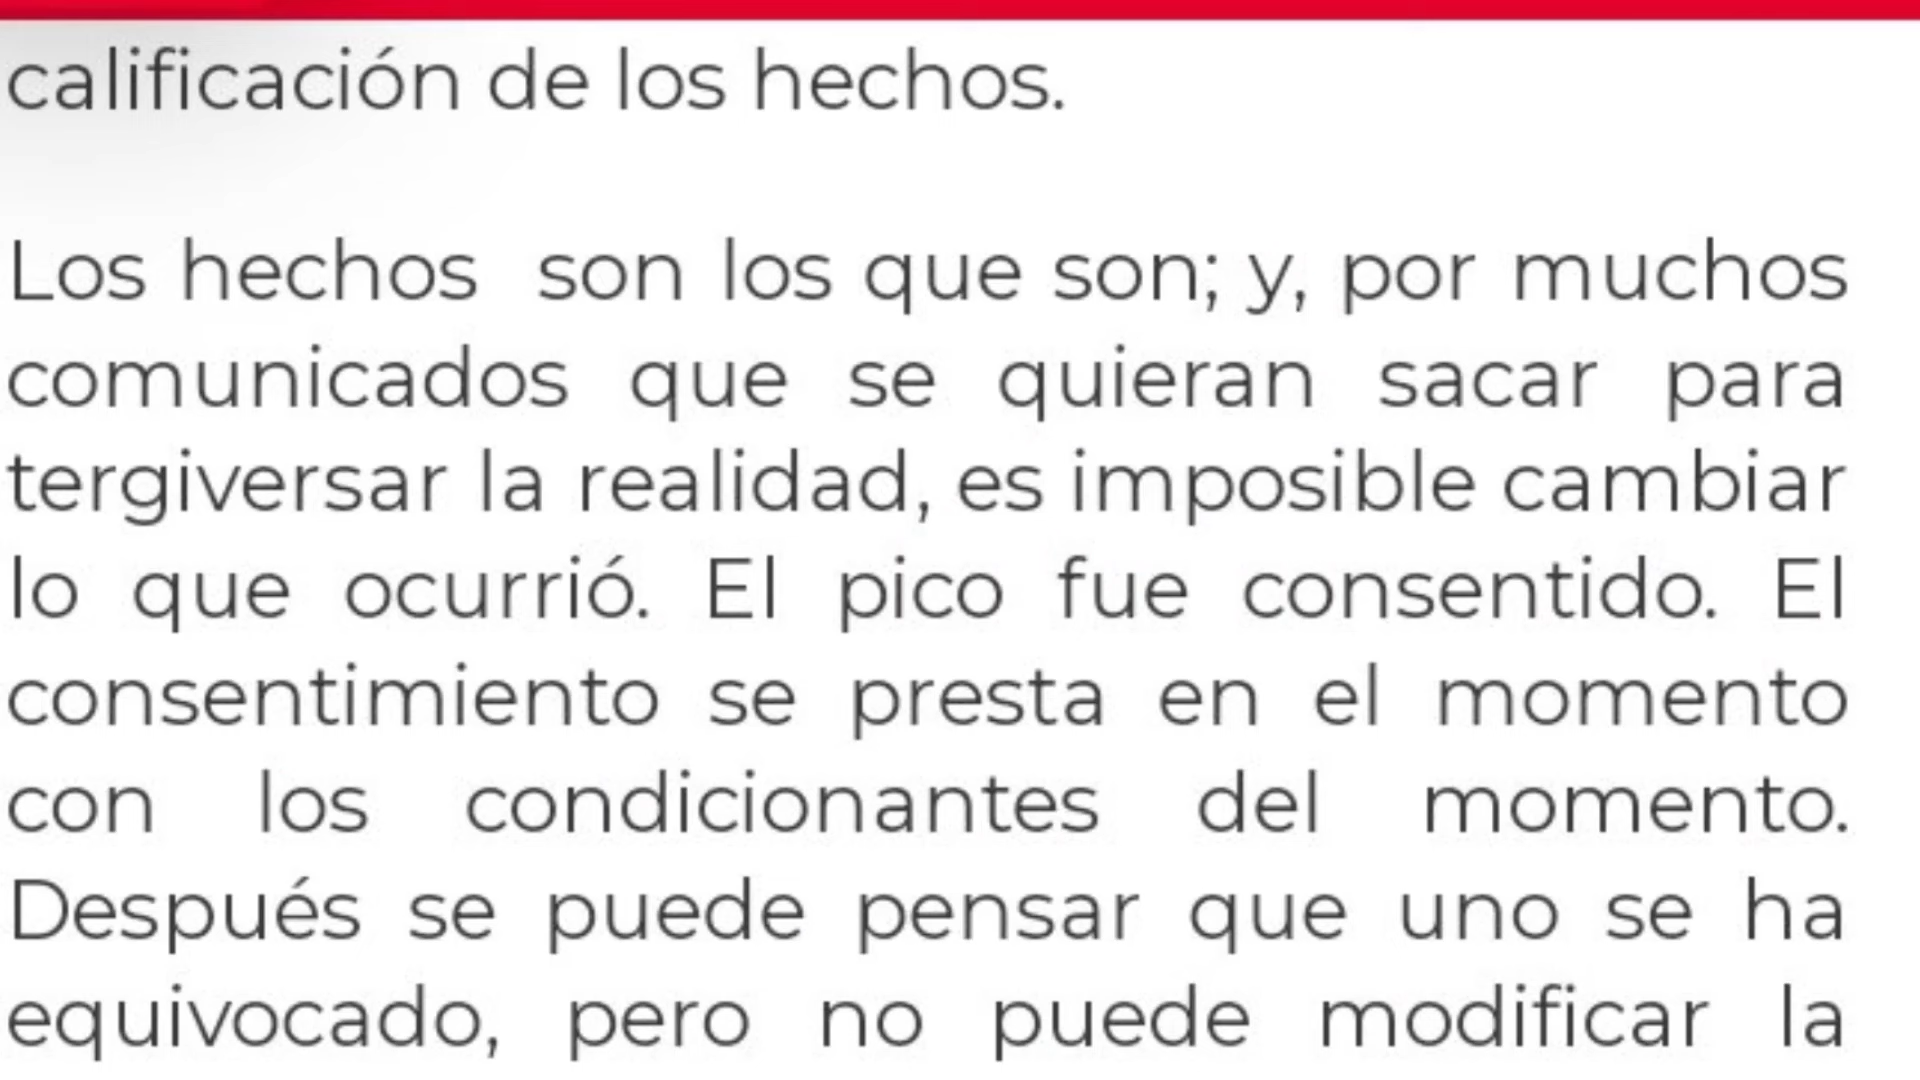 calificación de los hechos.
Los hechos son los que son; y, por muchos
comunicados que se quieran sacar para
tergiversar la realidad, es imposible cambiar
lo que ocurrió. El pico fue consentido. El
consentimiento se presta en el momento
con los condicionantes del momento.
Después se puede pensar que uno se ha
equivocado, pero no puede modificar la